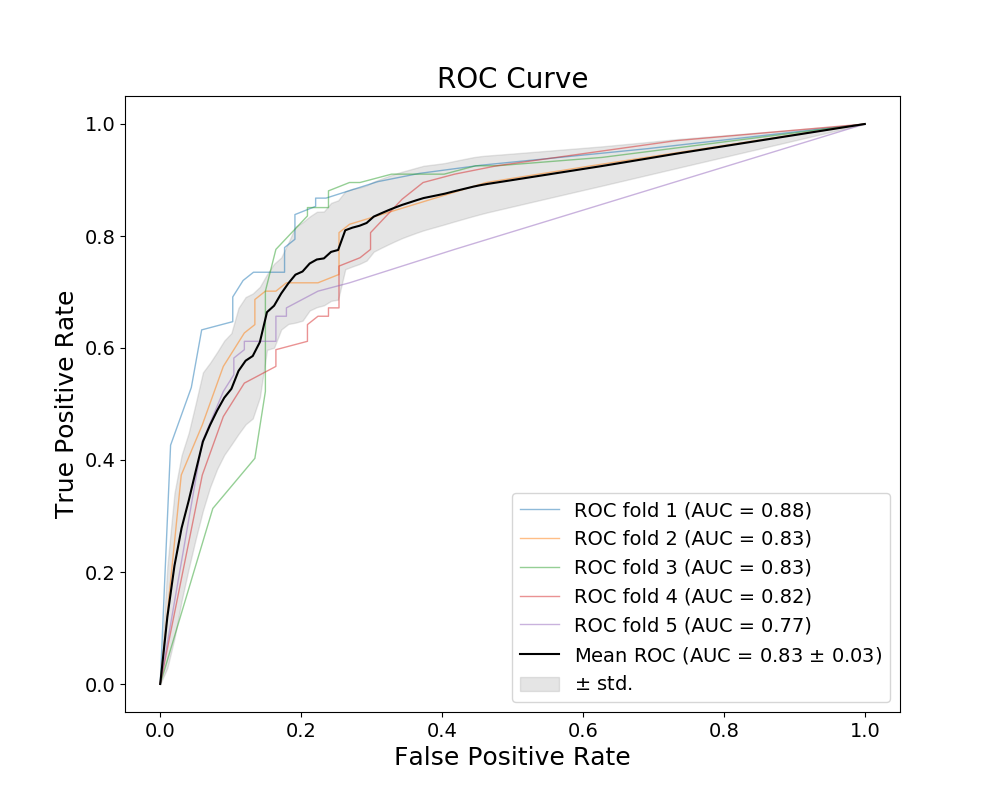 ROC Curve
True Positive Rate
1.0
0.8
0.6
0.4
0.2
0.0
ROC fold 1 (AUC = 0.88)
ROC fold 2 (AUC = 0.83)
ROC fold 3 (AUC = 0.83)
ROC fold 4 (AUC = 0.82)
ROC fold 5 (AUC = 0.77)
Mean ROC (AUC = 0.83 ± 0.03)
± std.
0.0 0.2 0.4 0.6 0.8 1.0
False Positive Rate